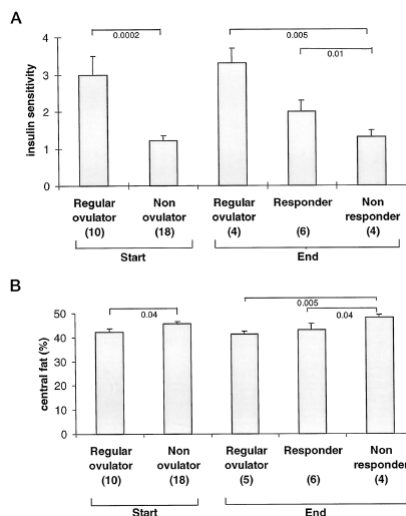 A
0.0002
0.005
0.01
insulin sensitivity
4
3
2
1
0
Regular ovulator (10)
Non ovulator (18)
Regular ovulator (4)
Responder (6)
Non responder (4)
Start
End
B
0.04
0.005
0.04
central fat (%)
50
40
30
20
10
0
Regular ovulator (10)
Non ovulator (18)
Regular ovulator (5)
Responder (6)
Non responder (4)
Start
End